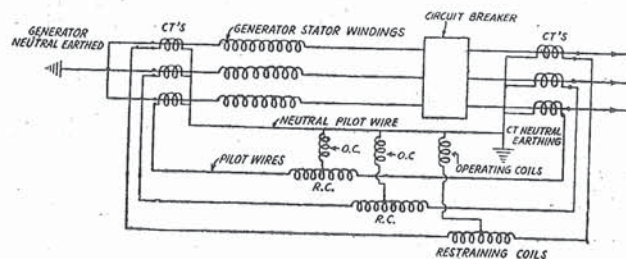 CIRCUIT BREAKER
GENERATOR
NEUTRAL EARTHED
CT'S
GENERATOR STATOR WINDINGS
CT'S
NEUTRAL PILOT WIRE
CT NEUTRAL
EARTHING
O.C.
O.C
OPERATING COILS
PILOT WIRES
R.C.
R.C.
RESTRAINING COILS